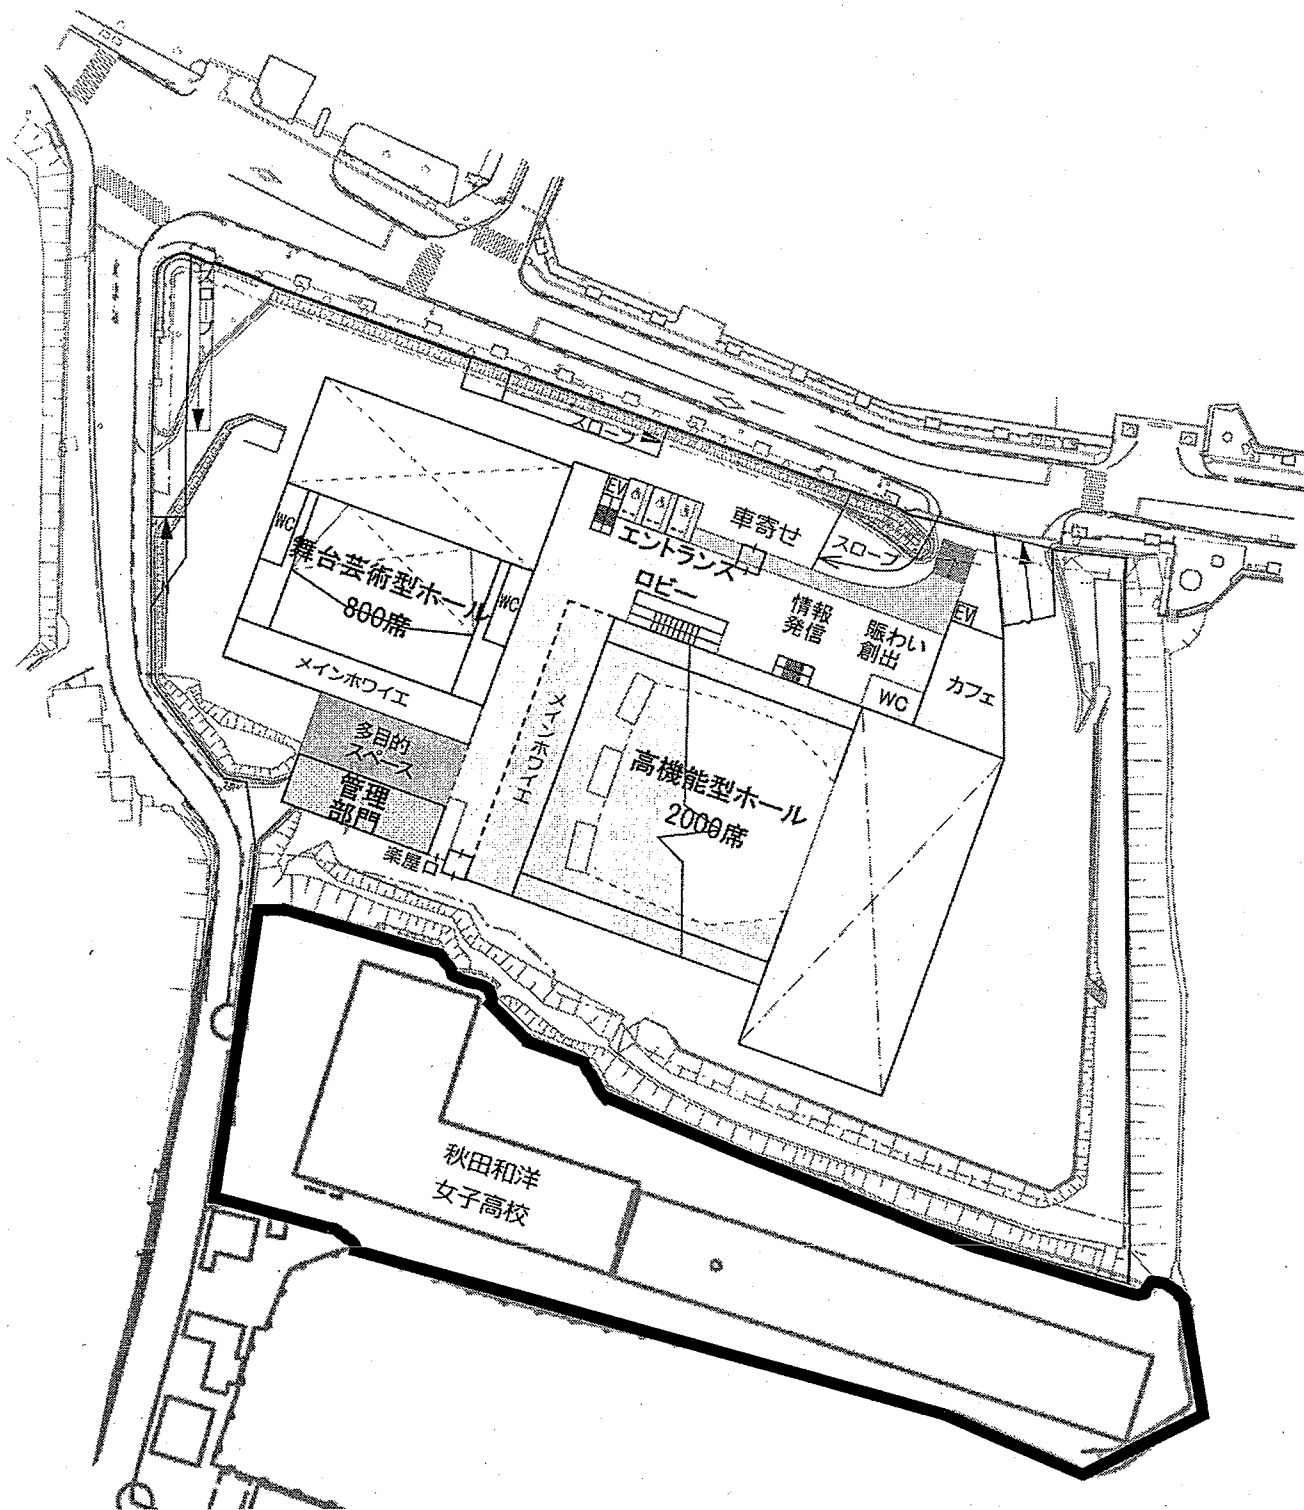 スロープ
スロープ
EV
車寄せ
スロープ
エントランス
ロビー
WC
舞台芸術型ホール
800席
WC
情報
発信
賑わい
創出
EV
カフェ
WC
メインホワイエ
メインホワイエ
多目的
スペース
管理
部門
楽屋口
高機能型ホール
2000席
秋田和洋
女子高校